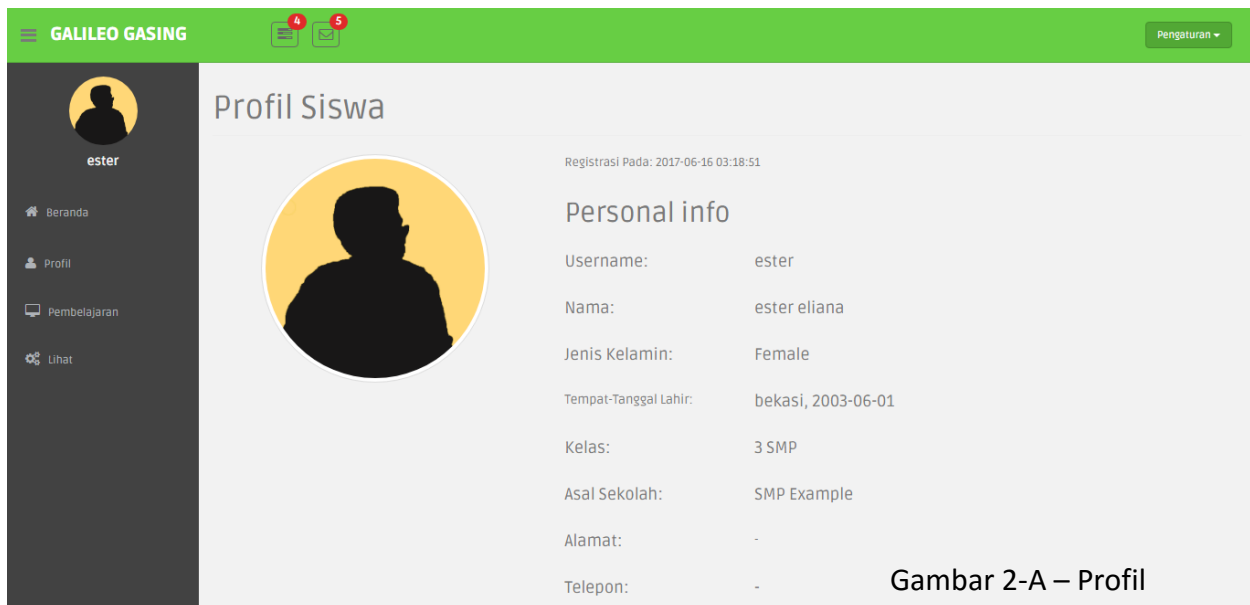 GALILEO GASING
4
5
Pengaturan
ester
Beranda
Profil
Pembelajaran
Lihat
Profil Siswa
Registrasi Pada: 2017-06-16 03:18:51
Personal info
Username: ester
Nama: ester eliana
Jenis Kelamin: Female
Tempat-Tanggal Lahir: bekasi, 2003-06-01
Kelas: 3 SMP
Asal Sekolah: SMP Example
Alamat: -
Telepon: -
Gambar 2-A – Profil